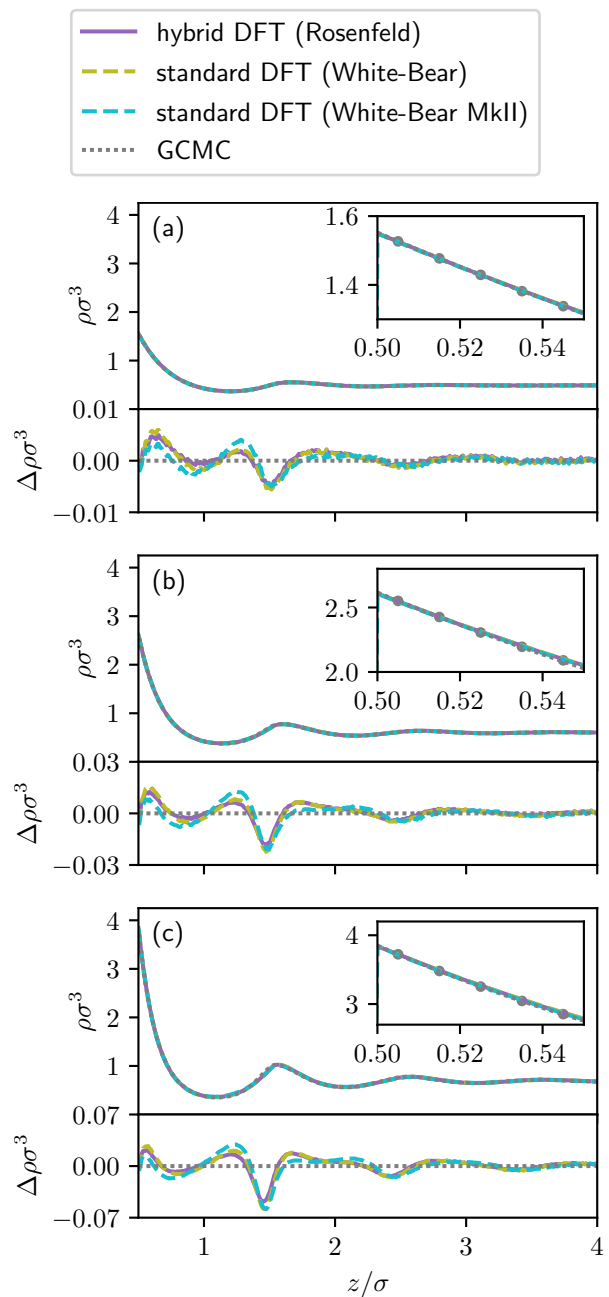 hybrid DFT (Rosenfeld)
standard DFT (White-Bear)
standard DFT (White-Bear MkII)
GCMC
(a)
4
3
2
1
ρσ³
1.6
1.4
0.50 0.52 0.54
0.01
0.00
−0.01
Δρσ³
(b)
4
3
2
1
ρσ³
2.5
2.0
0.50 0.52 0.54
0.03
0.00
−0.03
Δρσ³
(c)
4
3
2
1
ρσ³
4
3
0.50 0.52 0.54
0.07
0.00
−0.07
Δρσ³
1 2 3 4
z/σ